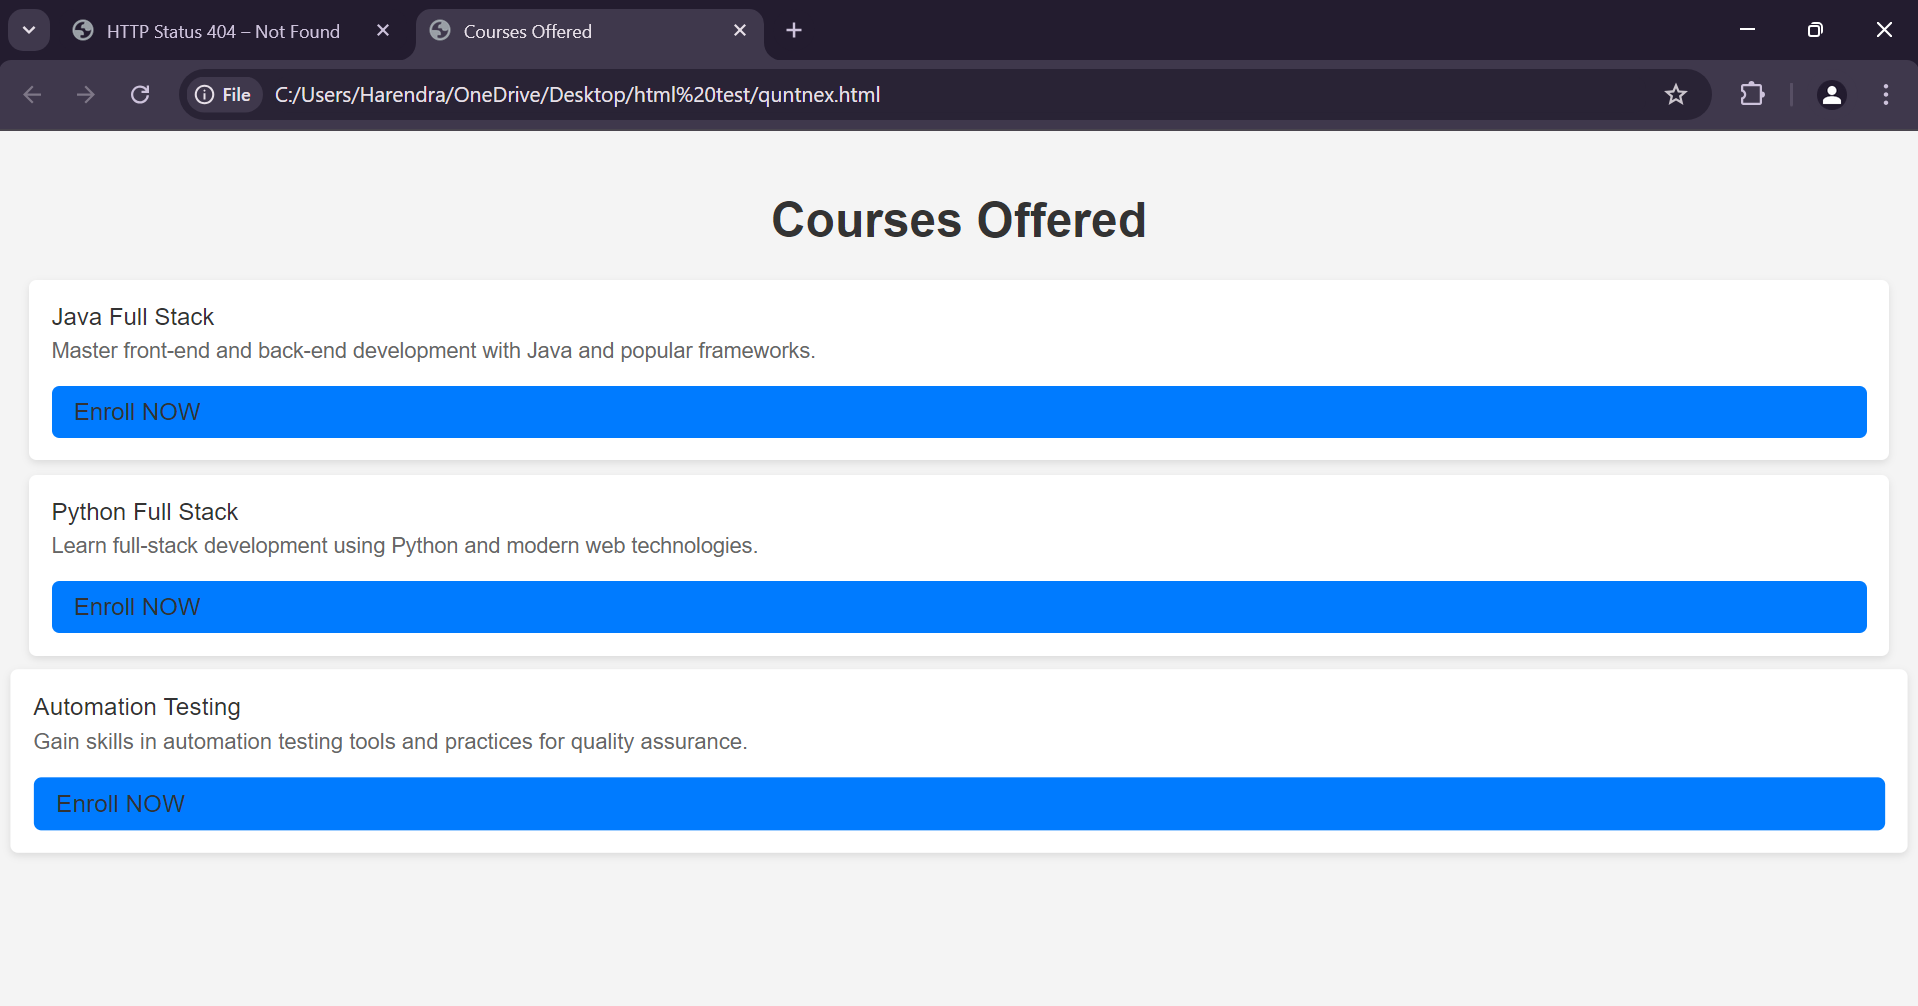 HTTP Status 404 – Not Found
Courses Offered
File
C:/Users/Harendra/OneDrive/Desktop/html%20test/quntnex.html
Courses Offered
Java Full Stack
Master front-end and back-end development with Java and popular frameworks.
Enroll NOW
Python Full Stack
Learn full-stack development using Python and modern web technologies.
Enroll NOW
Automation Testing
Gain skills in automation testing tools and practices for quality assurance.
Enroll NOW